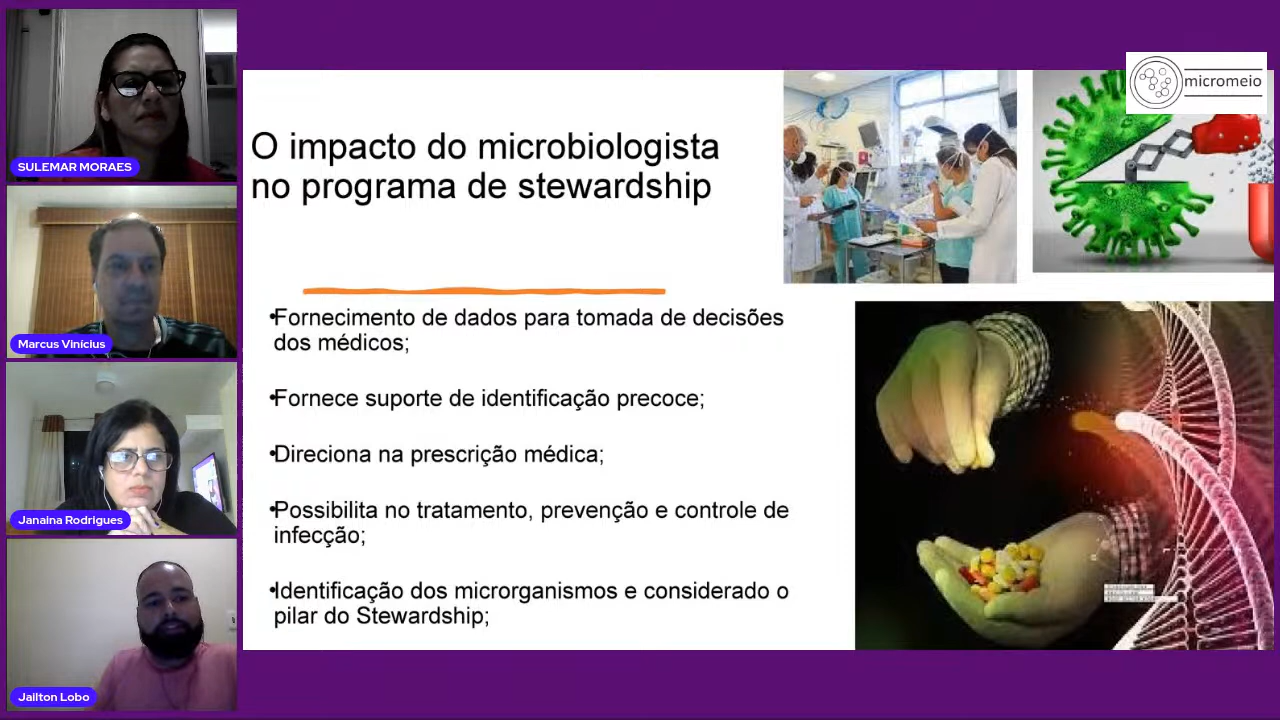 SULEMAR MORAES
Marcus Vinícius
Janaina Rodrigues
Jailton Lobo
micromeio
O impacto do microbiologista
no programa de stewardship
•Fornecimento de dados para tomada de decisões
dos médicos;
•Fornece suporte de identificação precoce;
•Direciona na prescrição médica;
•Possibilita no tratamento, prevenção e controle de
infecção;
•Identificação dos microrganismos e considerado o
pilar do Stewardship;